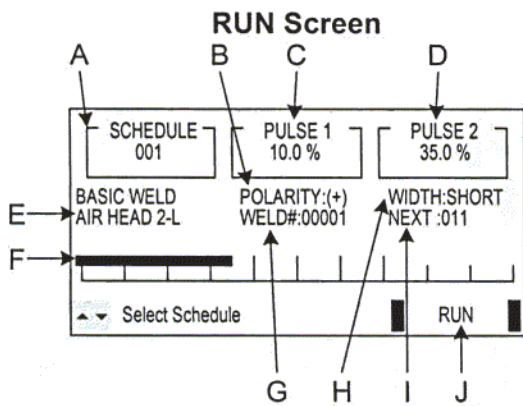 RUN Screen
A B C D
SCHEDULE PULSE 1 PULSE 2
001 10.0 % 35.0 %
BASIC WELD POLARITY:(+) WIDTH:SHORT
E AIR HEAD 2-L WELD#:00001 NEXT :011
F
Select Schedule RUN
G H I J